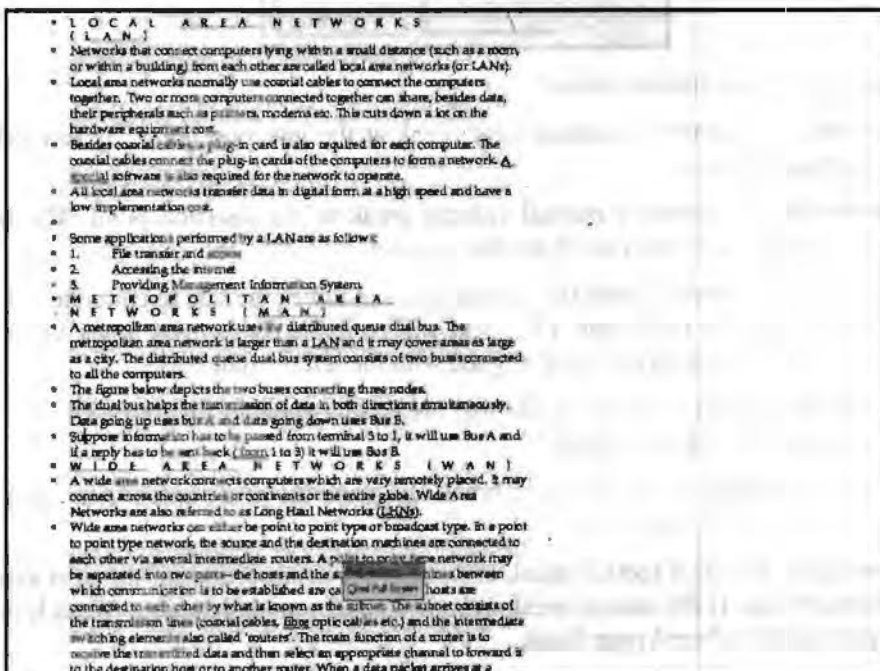 LOCAL AREA NETWORKS
(LAN)
Networks that connect computers lying within a small distance (such as a room,
or within a building) from each other are called local area networks (or LANs).
Local area networks normally use coaxial cables to connect the computers
together. Two or more computers connected together can share, besides data,
their peripherals such as printers, modems etc. This cuts down a lot on the
hardware equipment cost.
Besides coaxial cables a plug-in card is also required for each computer. The
coaxial cables connect the plug-in cards of the computers to form a network. A
special software is also required for the network to operate.
All local area networks transfer data in digital form at a high speed and have a
low implementation cost.
Some applications performed by a LAN are as follows:
1. File transfer and access
2. Accessing the internet
3. Providing Management Information System.
METROPOLITAN AREA
NETWORKS (MAN)
A metropolitan area network uses the distributed queue dual bus. The
metropolitan area network is larger than a LAN and it may cover areas as large
as a city. The distributed queue dual bus system consists of two buses connected
to all the computers.
The figure below depicts the two buses connecting three nodes.
The dual bus helps the transmission of data in both directions simultaneously.
Data going up uses bus A and data going down uses Bus B.
Suppose information has to be passed from terminal 3 to 1, it will use Bus A and
if a reply has to be sent back (from 1 to 3) it will use Bus B.
WIDE AREA NETWORKS (WAN)
A wide area network connects computers which are very remotely placed. It may
connect across the countries or continents or the entire globe. Wide Area
Networks are also referred to as Long Haul Networks (LHNs).
Wide area networks can either be point to point type or broadcast type. In a point
to point type network, the source and the destination machines are connected to
each other via several intermediate routers. A point to point type network may
be separated into two parts–the hosts and the between
which communication is to be established are Close Full Screen hosts are
connected to each other by what is known as the subnet. The subnet consists of
the transmission lines (coaxial cables, fibre optic cables etc.) and the intermediate
switching elements also called 'routers'. The main function of a router is to
receive the transmitted data and then select an appropriate channel to forward it
to the destination host or to another router. When a data packet arrives at a